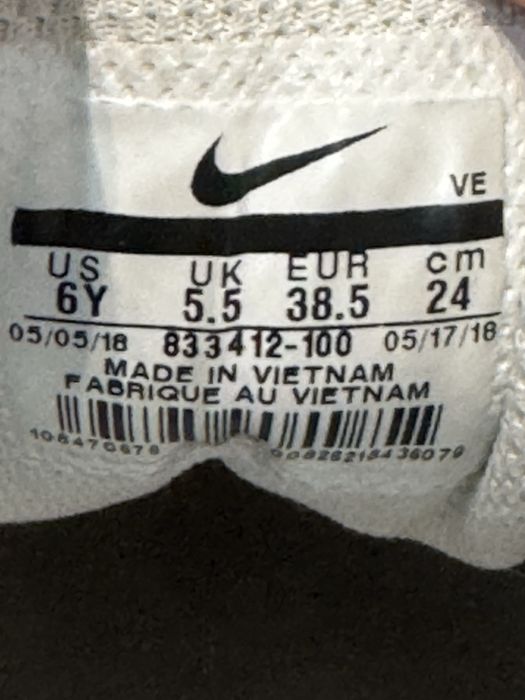 VE
US UK EUR cm
6Y 5.5 38.5 24
05/05/18 833412-100 05/17/18
MADE IN VIETNAM
FABRIQUE AU VIETNAM